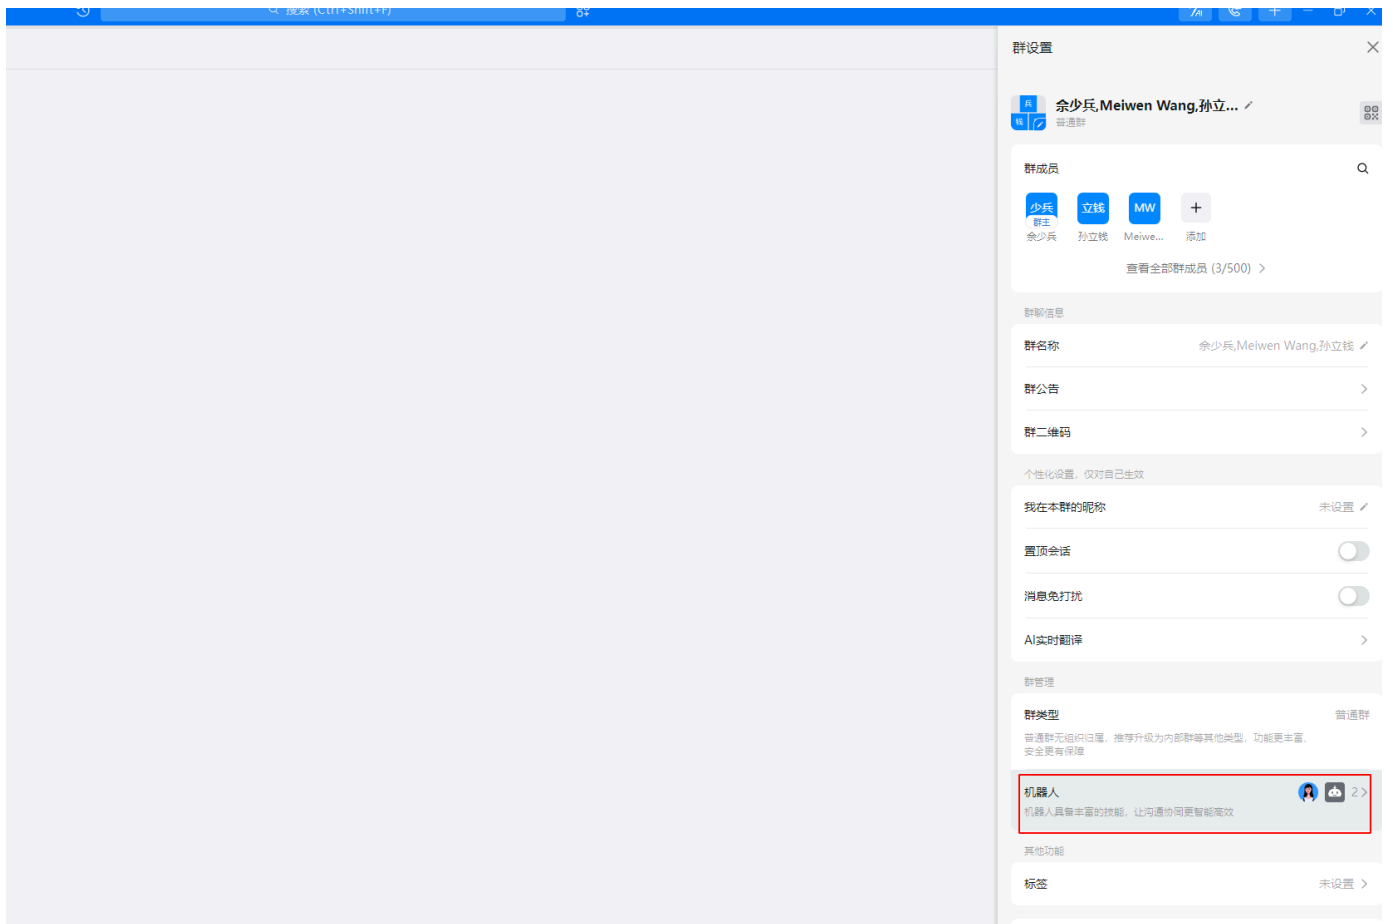 搜索 (Ctrl+Shift+F)
AI
群设置
兵
钱
余少兵,Meiwen Wang,孙立...
普通群
群成员
少兵
群主
立钱
MW
余少兵
孙立钱
Meiwe...
添加
查看全部群成员 (3/500)
群聊信息
群名称
余少兵,Meiwen Wang,孙立钱
群公告
群二维码
个性化设置,仅对自己生效
我在本群的昵称
未设置
置顶会话
消息免打扰
AI实时翻译
群管理
群类型
普通群
普通群无组织归属,推荐升级为内部群等其他类型,功能更丰富、
安全更有保障
机器人
2
机器人具备丰富的技能,让沟通协同更智能高效
其他功能
标签
未设置